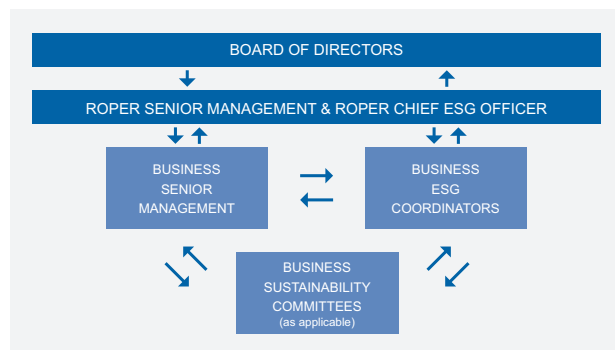 BOARD OF DIRECTORS
ROPER SENIOR MANAGEMENT & ROPER CHIEF ESG OFFICER
BUSINESS
SENIOR
MANAGEMENT
BUSINESS
ESG
COORDINATORS
BUSINESS
SUSTAINABILITY
COMMITTEES
(as applicable)